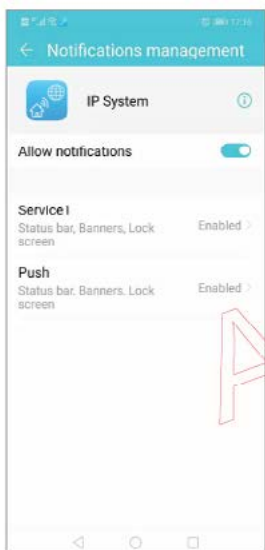 Notifications management
IP System
Allow notifications
Service I
Status bar, Banners, Lock
screen
Enabled
Push
Status bar. Banners. Lock
screen
Enabled
A